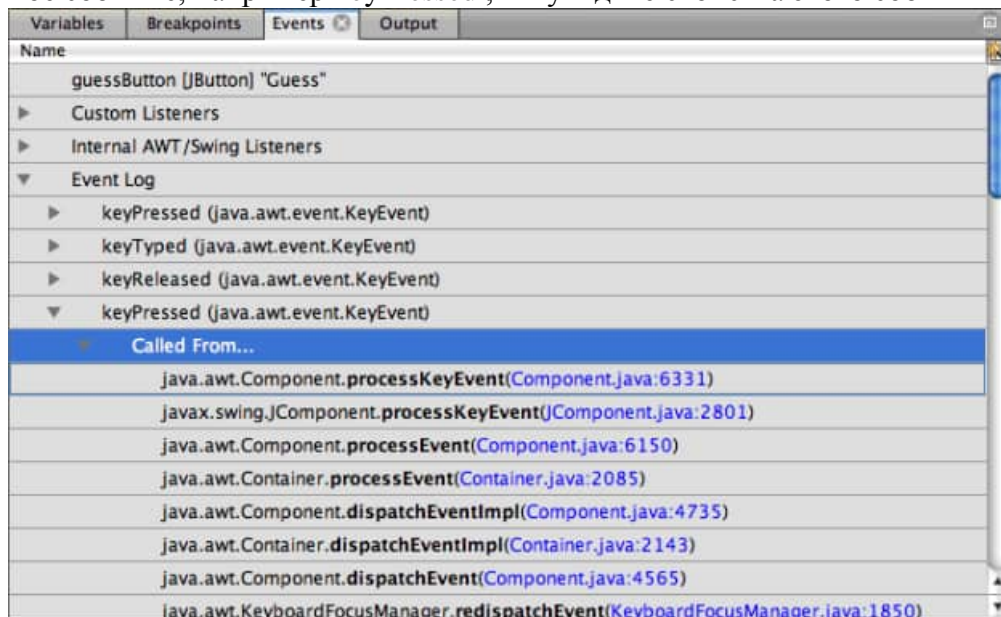 Variables Breakpoints Events Output
Name
guessButton [JButton] "Guess"
Custom Listeners
Internal AWT/Swing Listeners
Event Log
keyPressed (java.awt.event.KeyEvent)
keyTyped (java.awt.event.KeyEvent)
keyReleased (java.awt.event.KeyEvent)
keyPressed (java.awt.event.KeyEvent)
Called From...
java.awt.Component.processKeyEvent(Component.java:6331)
javax.swing.JComponent.processKeyEvent(JComponent.java:2801)
java.awt.Component.processEvent(Component.java:6150)
java.awt.Container.processEvent(Container.java:2085)
java.awt.Component.dispatchEventImpl(Component.java:4735)
java.awt.Container.dispatchEventImpl(Container.java:2143)
java.awt.Component.dispatchEvent(Component.java:4565)
java.awt.KeyboardFocusManager.redispatchEvent(KeyboardFocusManager.java:1850)